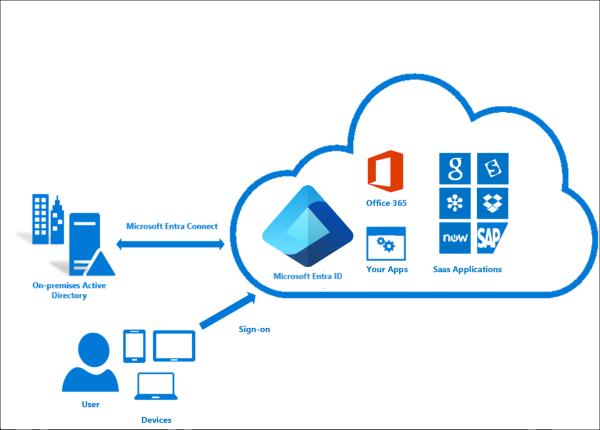 Office 365
g
now
SAP
Microsoft Entra Connect
Microsoft Entra ID
Your Apps
Saas Applications
On-premises Active
Directory
Sign-on
User
Devices